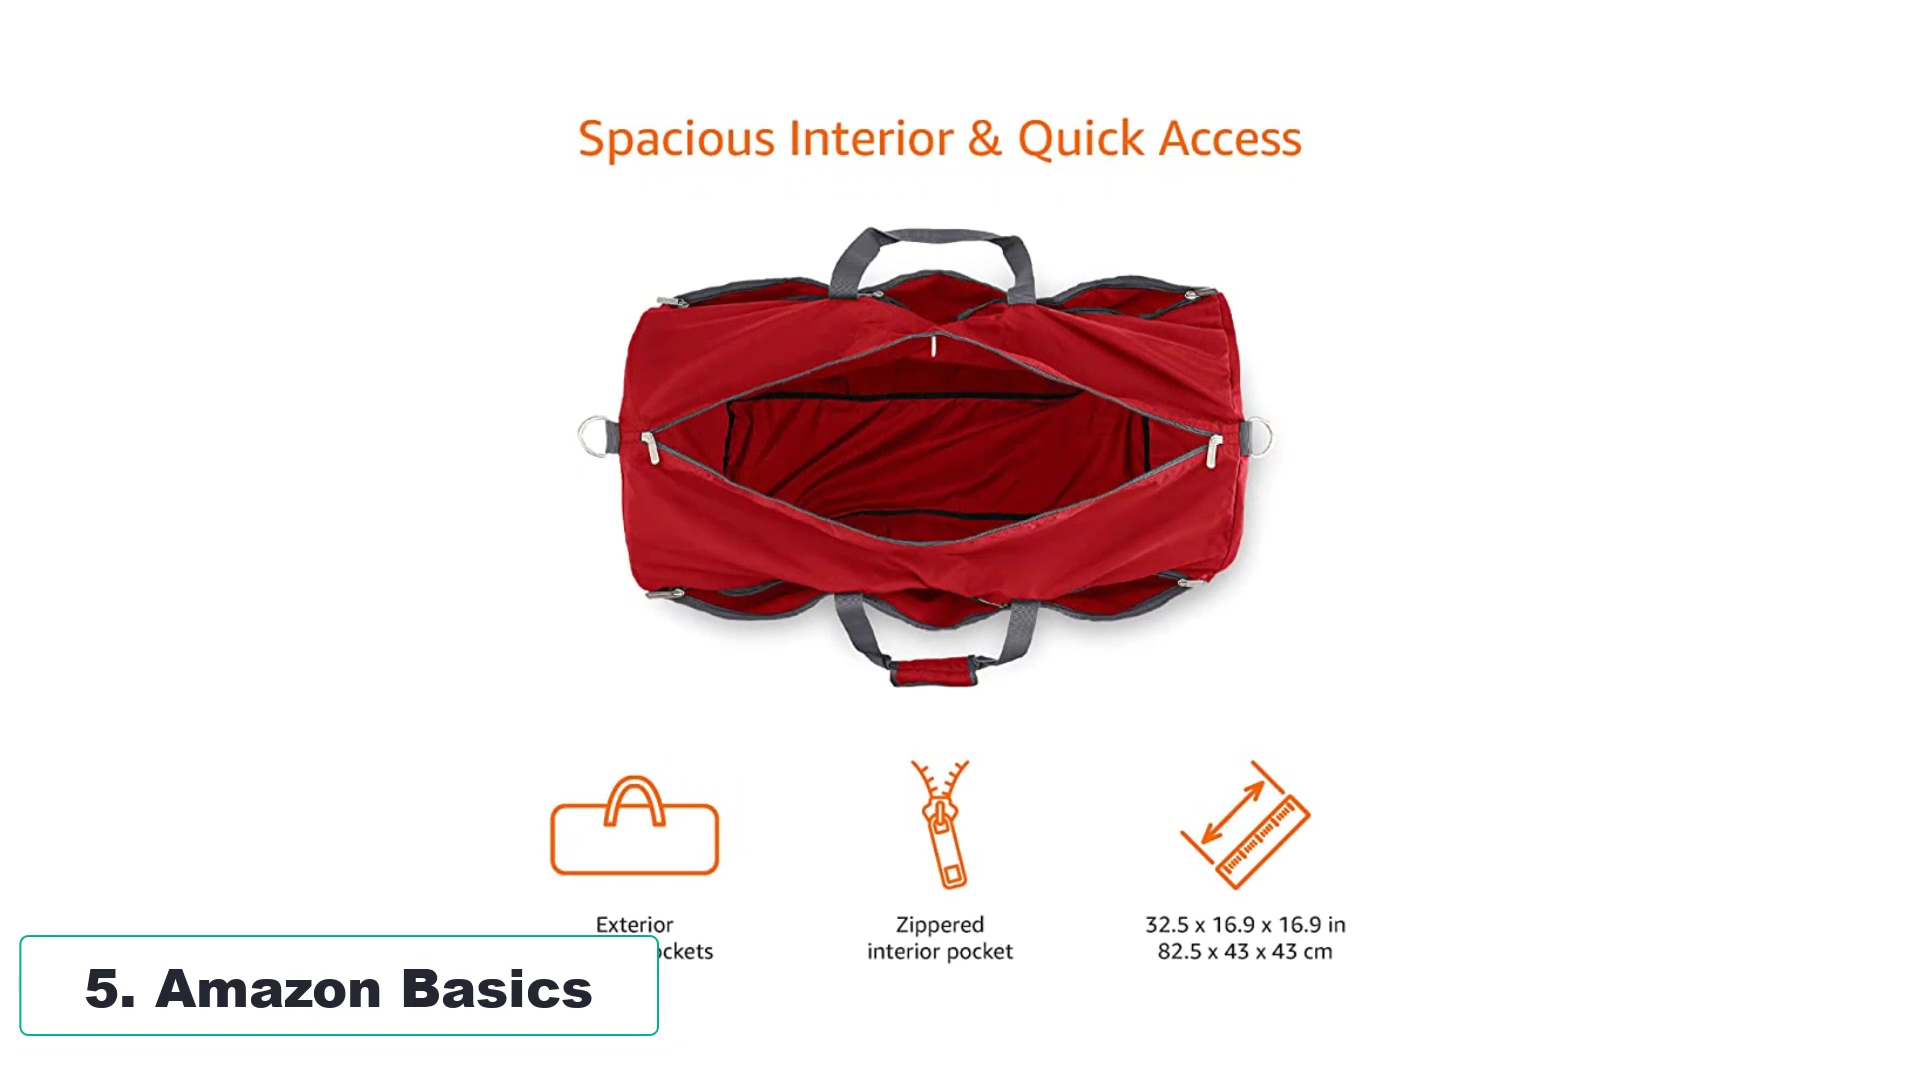 Spacious Interior & Quick Access
Exterior
ckets
Zippered
interior pocket
32.5 x 16.9 x 16.9 in
82.5 x 43 x 43 cm
5. Amazon Basics